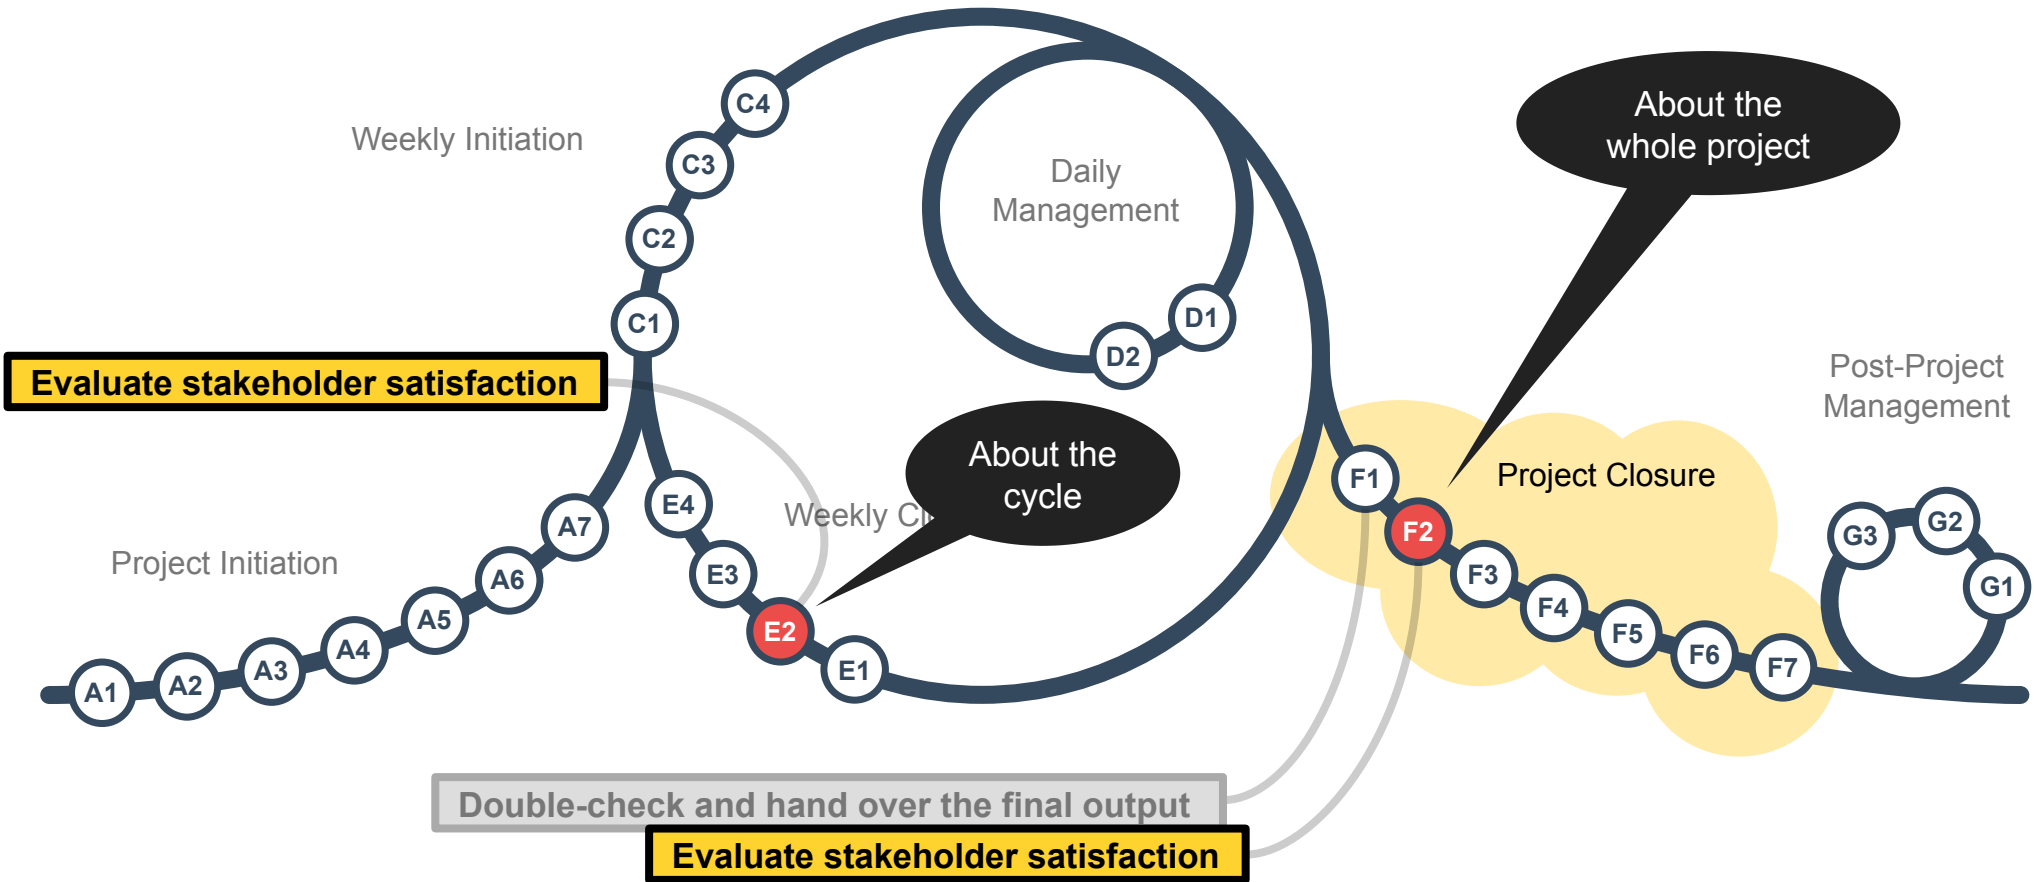 C4
Weekly Initiation
C3
C2
C1
Daily
Management
D1
D2
About the
whole project
Evaluate stakeholder satisfaction
Post-Project
Management
About the
cycle
Weekly
Project Closure
F1
F2
F3
F4
F5
F6
F7
G3
G2
G1
E4
E3
E2
E1
Project Initiation
A7
A6
A5
A4
A3
A2
A1
Double-check and hand over the final output
Evaluate stakeholder satisfaction